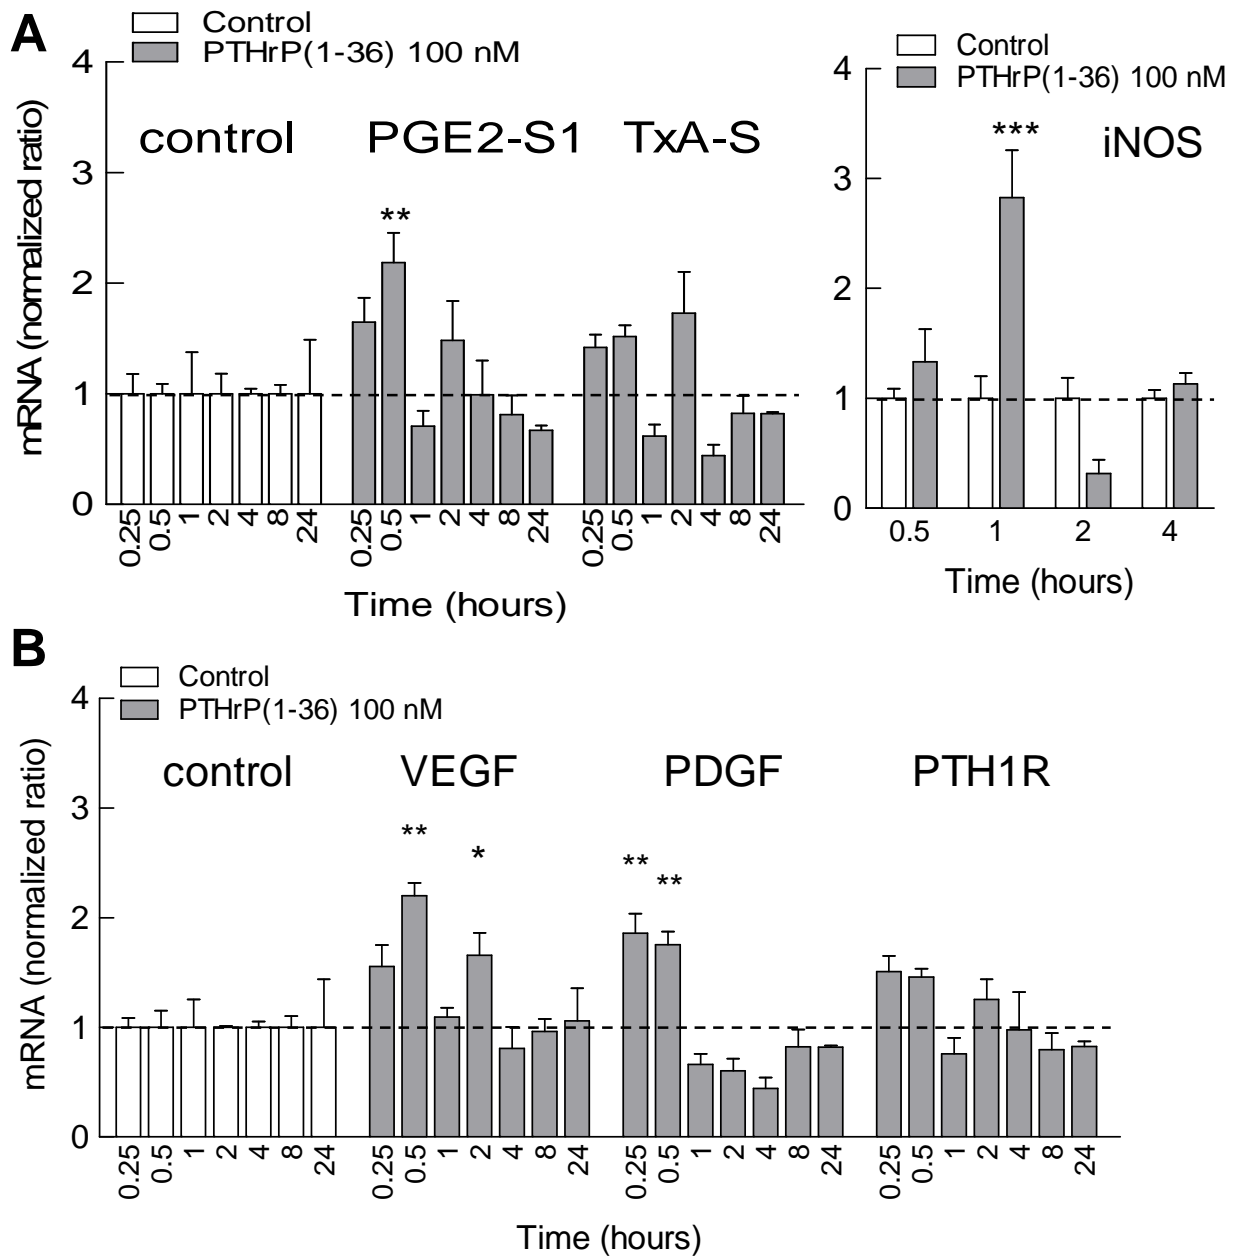 A
Control
PTHrP(1-36) 100 nM
mRNA (normalized ratio)
4
3
2
1
0
control
PGE2-S1
TxA-S
**
0.25 0.5 1 2 4 8 24
0.25 0.5 1 2 4 8 24
0.25 0.5 1 2 4 8 24
Time (hours)
Control
PTHrP(1-36) 100 nM
4
3
2
1
0
***
iNOS
0.5 1 2 4
Time (hours)
B
Control
PTHrP(1-36) 100 nM
mRNA (normalized ratio)
4
3
2
1
0
control
VEGF
PDGF
PTH1R
**
*
**
**
0.25 0.5 1 2 4 8 24
0.25 0.5 1 2 4 8 24
0.25 0.5 1 2 4 8 24
0.25 0.5 1 2 4 8 24
Time (hours)